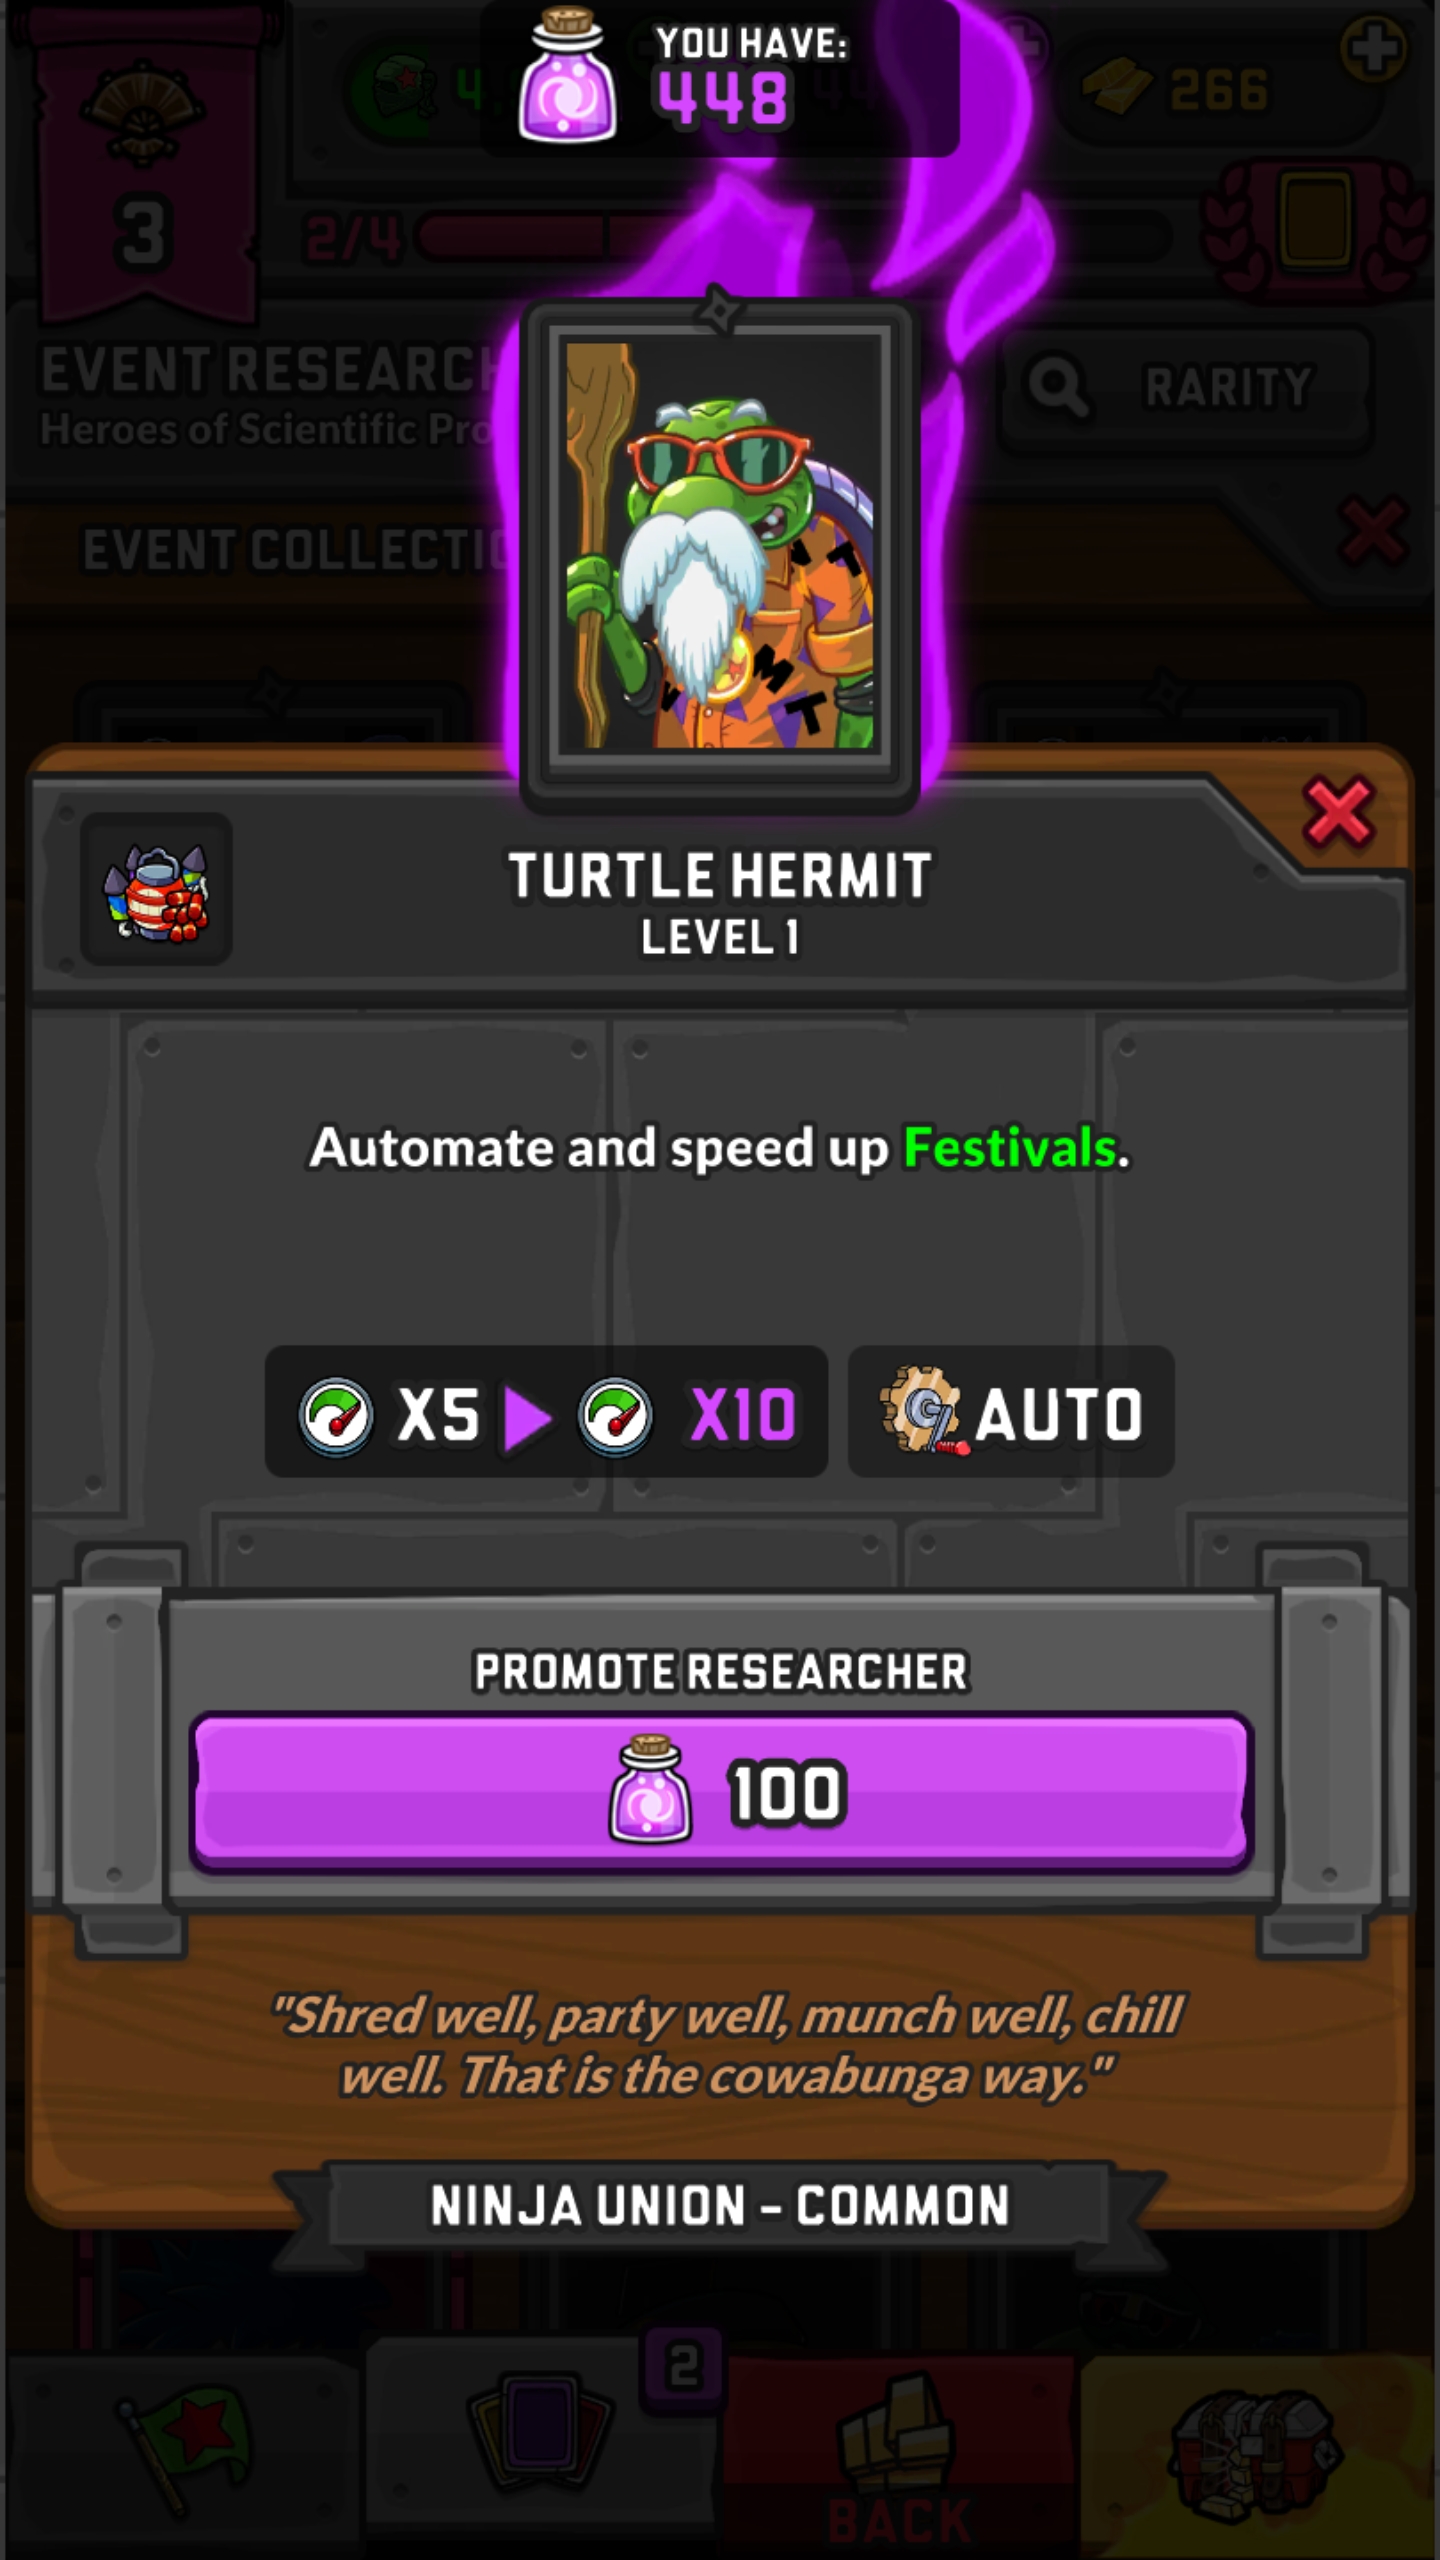 YOU HAVE:
448
266
3
2/4
EVENT RESEARCH
Heroes of Scientific Pro
RARITY
EVENT COLLECTIO
TURTLE HERMIT
LEVEL 1
Automate and speed up Festivals.
X5 X10 AUTO
PROMOTE RESEARCHER
100
"Shred well, party well, munch well, chill
well. That is the cowabunga way."
NINJA UNION - COMMON
2
BACK